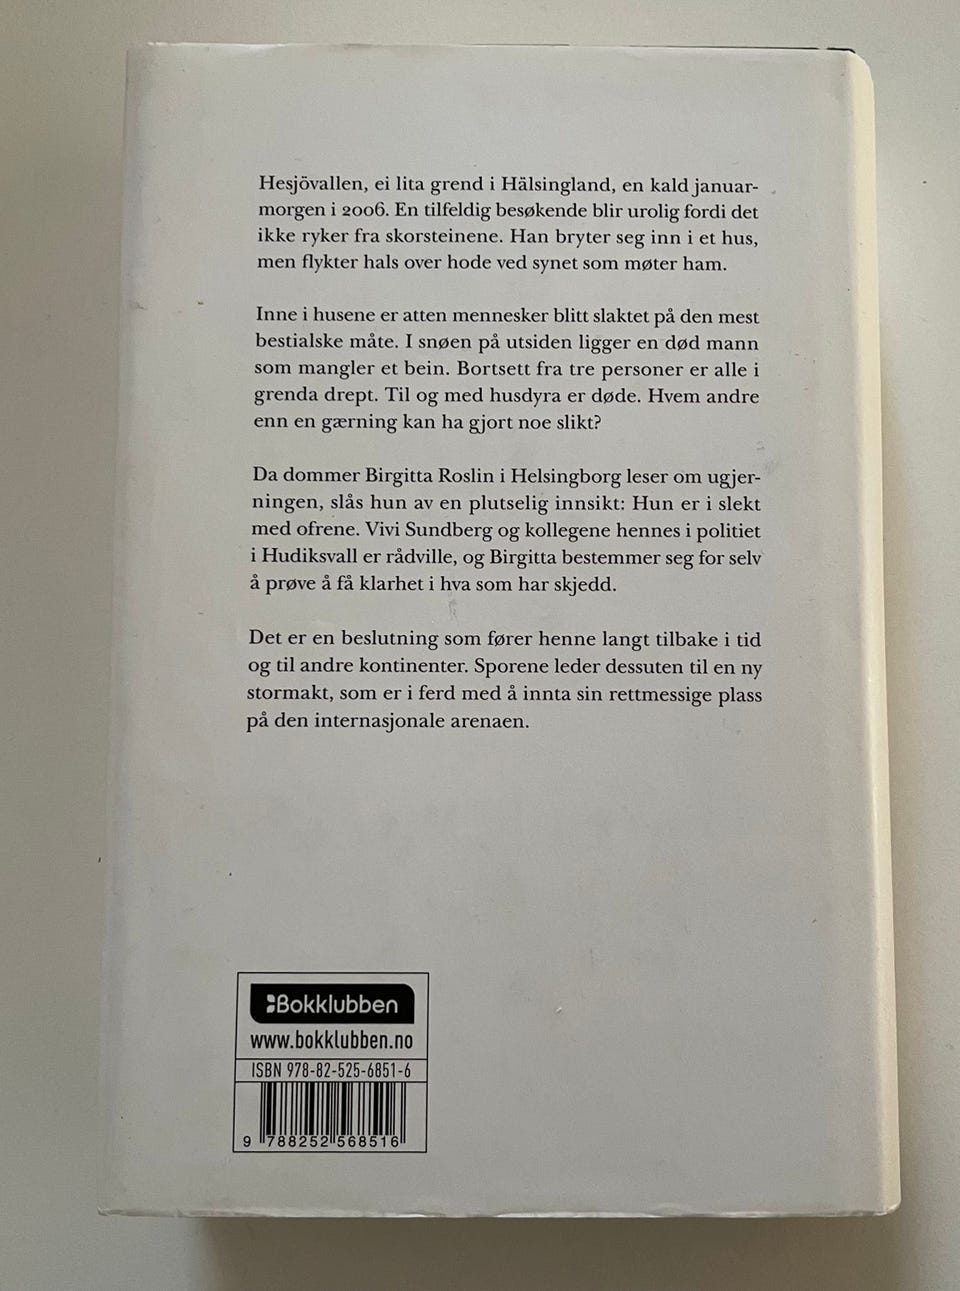 Hesjövallen, ei lita grend i Hälsingland, en kald januar-
morgen i 2006. En tilfeldig besøkende blir urolig fordi det
ikke ryker fra skorsteinene. Han bryter seg inn i et hus,
men flykter hals over hode ved synet som møter ham.
Inne i husene er atten mennesker blitt slaktet på den mest
bestialske måte. I snøen på utsiden ligger en død mann
som mangler et bein. Bortsett fra tre personer er alle i
grenda drept. Til og med husdyra er døde. Hvem andre
enn en gærning kan ha gjort noe slikt?
Da dommer Birgitta Roslin i Helsingborg leser om ugjer-
ningen, slås hun av en plutselig innsikt: Hun er i slekt
med ofrene. Vivi Sundberg og kollegene hennes i politiet
i Hudiksvall er rådville, og Birgitta bestemmer seg for selv
å prøve å få klarhet i hva som har skjedd.
Det er en beslutning som fører henne langt tilbake i tid
og til andre kontinenter. Sporene leder dessuten til en ny
stormakt, som er i ferd med å innta sin rettmessige plass
på den internasjonale arenaen.
Bokklubben
www.bokklubben.no
ISBN 978-82-525-6851-6
9 788252 568516